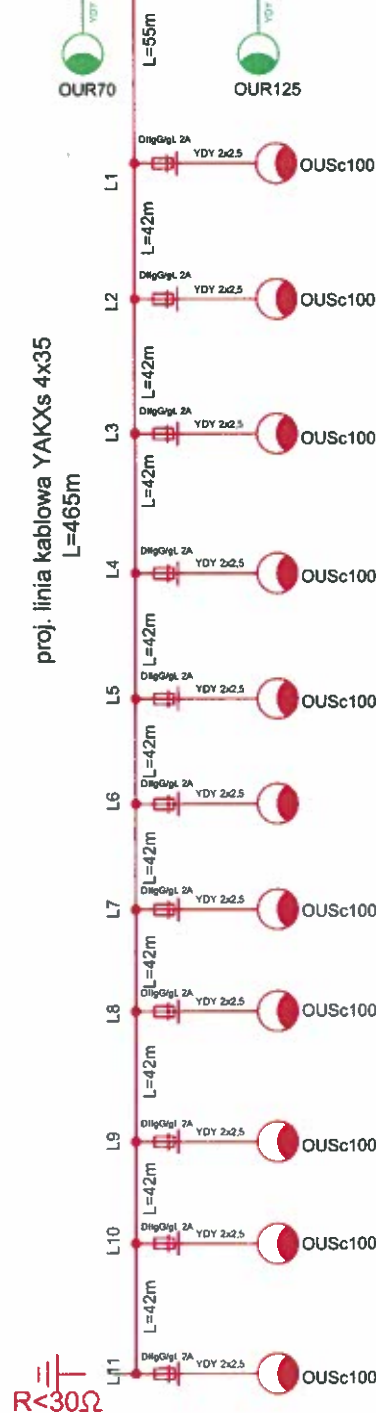 YDY
YDY
L=55m
OUR70
OUR125
L1
DIIgG/gL 2A
YDY 2x2,5
OUSc100
L=42m
L2
DIIgG/gL 2A
YDY 2x2,5
OUSc100
L=42m
proj. linia kablowa YAKXs 4x35
L=465m
L3
DIIgG/gL 2A
YDY 2x2,5
OUSc100
L=42m
L4
DIIgG/gL 2A
YDY 2x2,5
OUSc100
L=42m
L5
DIIgG/gL 2A
YDY 2x2,5
OUSc100
L=42m
L6
DIIgG/gL 2A
YDY 2x2,5
L=42m
L7
DIIgG/gL 2A
YDY 2x2,5
OUSc100
L=42m
L8
DIIgG/gL 2A
YDY 2x2,5
OUSc100
L=42m
L9
DIIgG/gL 2A
YDY 2x2,5
OUSc100
L=42m
L10
DIIgG/gL 2A
YDY 2x2,5
OUSc100
L=42m
L11
DIIgG/gL 2A
YDY 2x2,5
OUSc100
R<30Ω